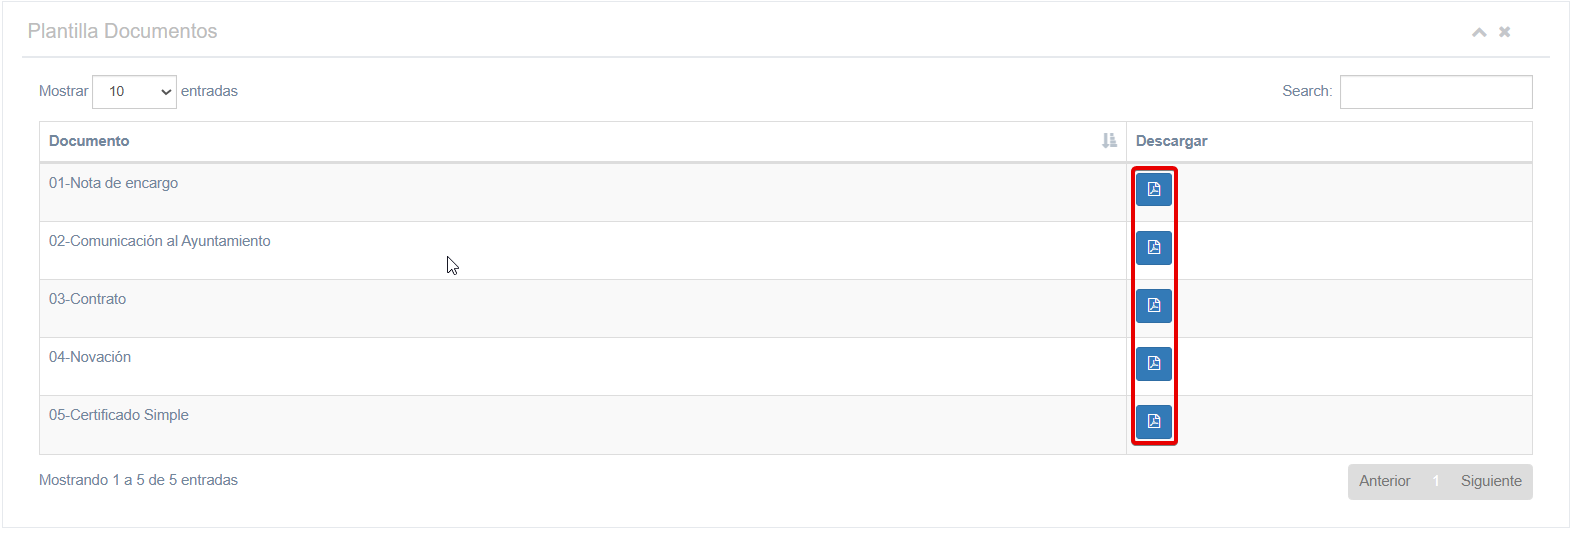 Plantilla Documentos
Mostrar 10 entradas Search:
Documento Descargar
01-Nota de encargo
02-Comunicación al Ayuntamiento
03-Contrato
04-Novación
05-Certificado Simple
Mostrando 1 a 5 de 5 entradas Anterior 1 Siguiente